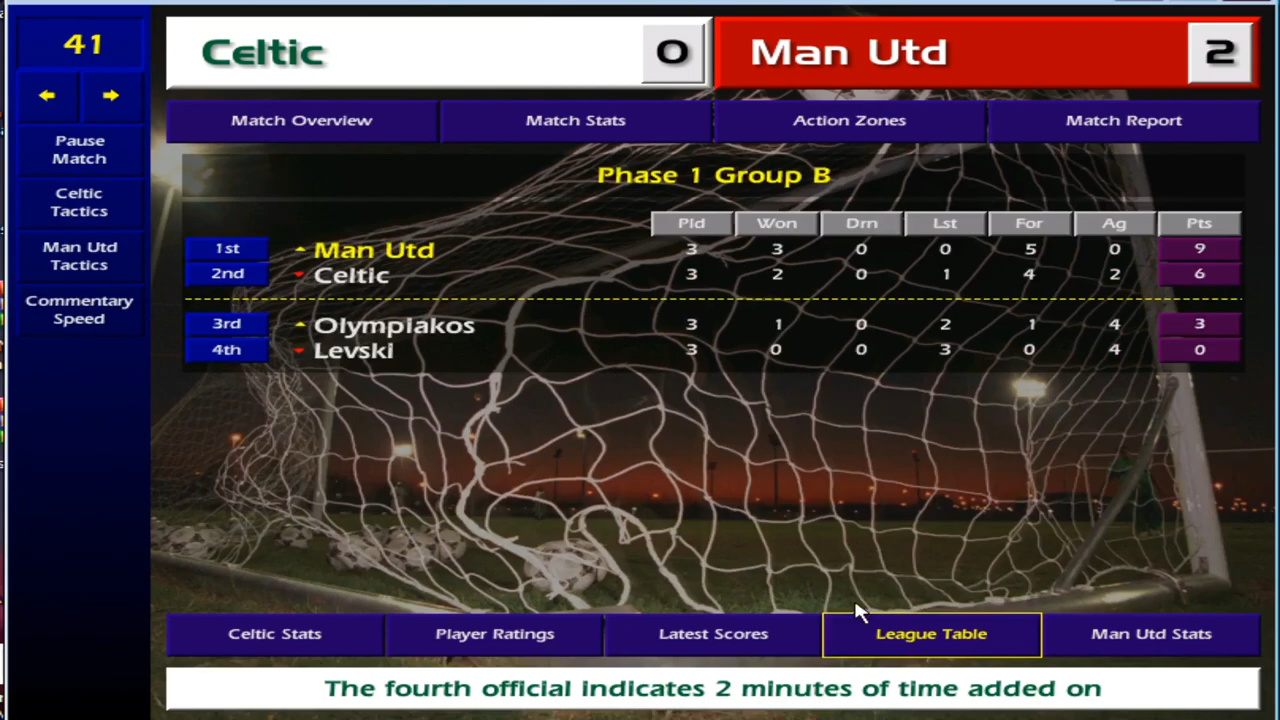 41
Celtic 0 Man Utd 2
Match Overview Match Stats Action Zones Match Report
Pause Match
Celtic Tactics
Man Utd Tactics
Commentary Speed
Phase 1 Group B
Pld Won Drn Lst For Ag Pts
1st Man Utd 3 3 0 0 5 0 9
2nd Celtic 3 2 0 1 4 2 6
3rd Olympiakos 3 1 0 2 1 4 3
4th Levski 3 0 0 3 0 4 0
Celtic Stats Player Ratings Latest Scores League Table Man Utd Stats
The fourth official indicates 2 minutes of time added on